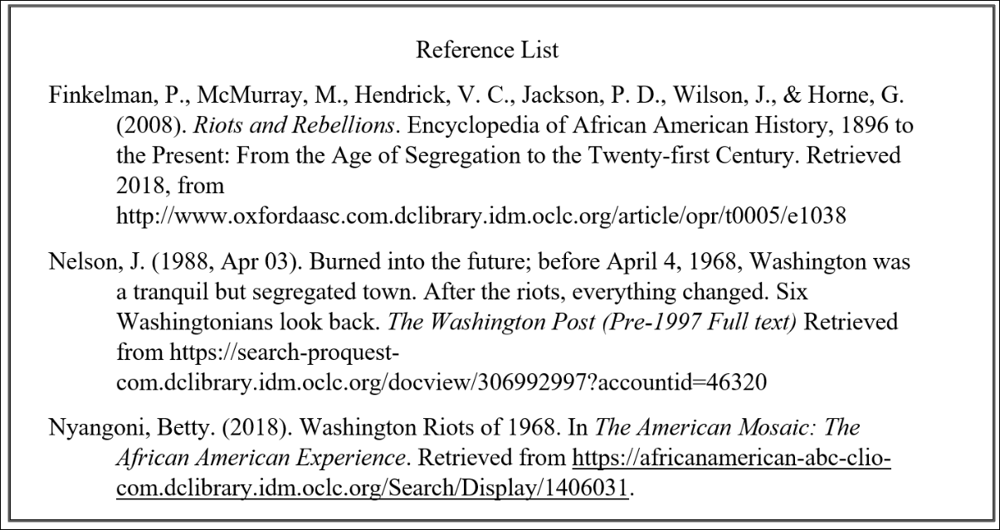 Reference List
Finkelman, P., McMurray, M., Hendrick, V. C., Jackson, P. D., Wilson, J., & Horne, G.
(2008). Riots and Rebellions. Encyclopedia of African American History, 1896 to
the Present: From the Age of Segregation to the Twenty-first Century. Retrieved
2018, from
http://www.oxfordaasc.com.dclibrary.idm.oclc.org/article/opr/t0005/e1038
Nelson, J. (1988, Apr 03). Burned into the future; before April 4, 1968, Washington was
a tranquil but segregated town. After the riots, everything changed. Six
Washingtonians look back. The Washington Post (Pre-1997 Full text) Retrieved
from https://search-proquest-
com.dclibrary.idm.oclc.org/docview/306992997?accountid=46320
Nyangoni, Betty. (2018). Washington Riots of 1968. In The American Mosaic: The
African American Experience. Retrieved from https://africanamerican-abc-clio-
com.dclibrary.idm.oclc.org/Search/Display/1406031.